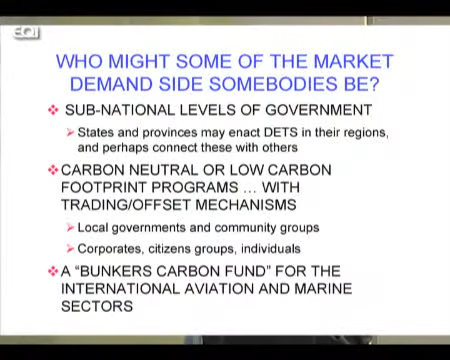 EQI
WHO MIGHT SOME OF THE MARKET
DEMAND SIDE SOMEBODIES BE?
SUB-NATIONAL LEVELS OF GOVERNMENT
States and provinces may enact DETS in their regions,
and perhaps connect these with others
CARBON NEUTRAL OR LOW CARBON
FOOTPRINT PROGRAMS … WITH
TRADING/OFFSET MECHANISMS
Local governments and community groups
Corporates, citizens groups, individuals
A “BUNKERS CARBON FUND” FOR THE
INTERNATIONAL AVIATION AND MARINE
SECTORS